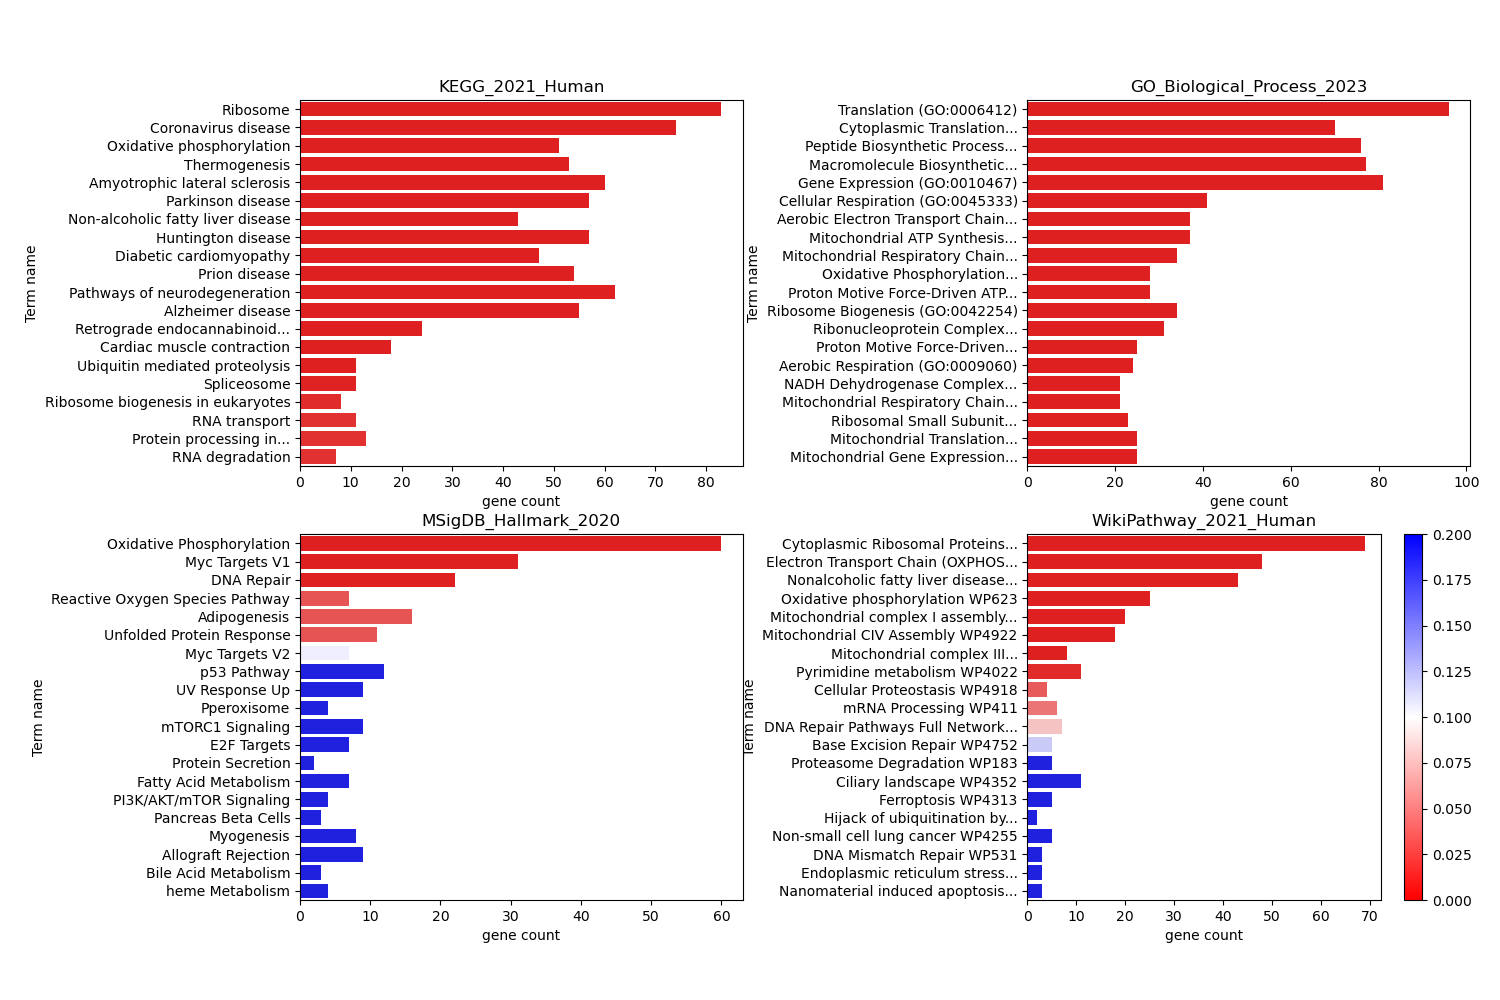 KEGG_2021_Human
Term name
Ribosome
Coronavirus disease
Oxidative phosphorylation
Thermogenesis
Amyotrophic lateral sclerosis
Parkinson disease
Non-alcoholic fatty liver disease
Huntington disease
Diabetic cardiomyopathy
Prion disease
Pathways of neurodegeneration
Alzheimer disease
Retrograde endocannabinoid...
Cardiac muscle contraction
Ubiquitin mediated proteolysis
Spliceosome
Ribosome biogenesis in eukaryotes
RNA transport
Protein processing in...
RNA degradation
0 10 20 30 40 50 60 70 80
gene count
GO_Biological_Process_2023
Term name
Translation (GO:0006412)
Cytoplasmic Translation...
Peptide Biosynthetic Process...
Macromolecule Biosynthetic...
Gene Expression (GO:0010467)
Cellular Respiration (GO:0045333)
Aerobic Electron Transport Chain...
Mitochondrial ATP Synthesis...
Mitochondrial Respiratory Chain...
Oxidative Phosphorylation...
Proton Motive Force-Driven ATP...
Ribosome Biogenesis (GO:0042254)
Ribonucleoprotein Complex...
Proton Motive Force-Driven...
Aerobic Respiration (GO:0009060)
NADH Dehydrogenase Complex...
Mitochondrial Respiratory Chain...
Ribosomal Small Subunit...
Mitochondrial Translation...
Mitochondrial Gene Expression...
0 20 40 60 80 100
gene count
MSigDB_Hallmark_2020
Term name
Oxidative Phosphorylation
Myc Targets V1
DNA Repair
Reactive Oxygen Species Pathway
Adipogenesis
Unfolded Protein Response
Myc Targets V2
p53 Pathway
UV Response Up
Pperoxisome
mTORC1 Signaling
E2F Targets
Protein Secretion
Fatty Acid Metabolism
PI3K/AKT/mTOR Signaling
Pancreas Beta Cells
Myogenesis
Allograft Rejection
Bile Acid Metabolism
heme Metabolism
0 10 20 30 40 50 60
gene count
WikiPathway_2021_Human
Term name
Cytoplasmic Ribosomal Proteins...
Electron Transport Chain (OXPHOS...
Nonalcoholic fatty liver disease...
Oxidative phosphorylation WP623
Mitochondrial complex I assembly...
Mitochondrial CIV Assembly WP4922
Mitochondrial complex III...
Pyrimidine metabolism WP4022
Cellular Proteostasis WP4918
mRNA Processing WP411
DNA Repair Pathways Full Network...
Base Excision Repair WP4752
Proteasome Degradation WP183
Ciliary landscape WP4352
Ferroptosis WP4313
Hijack of ubiquitination by...
Non-small cell lung cancer WP4255
DNA Mismatch Repair WP531
Endoplasmic reticulum stress...
Nanomaterial induced apoptosis...
0 10 20 30 40 50 60 70
gene count
0.200
0.175
0.150
0.125
0.100
0.075
0.050
0.025
0.000